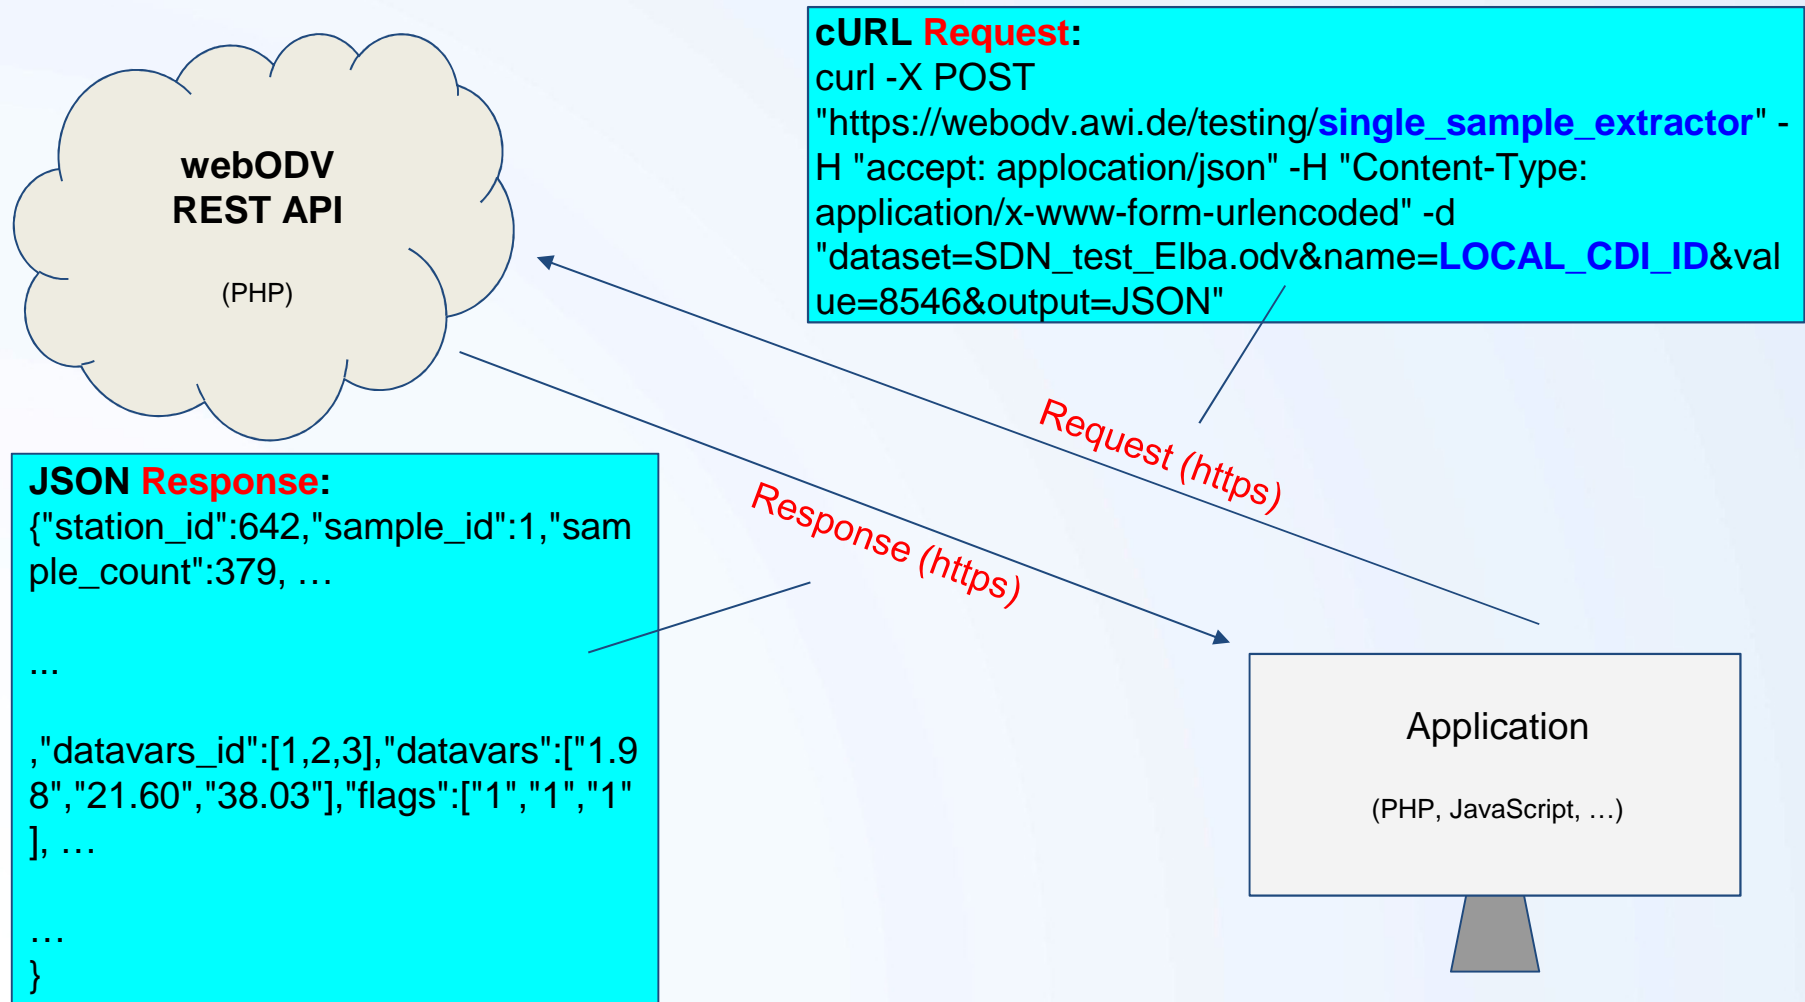 webODV
REST API
(PHP)
cURL Request:
curl -X POST
"https://webodv.awi.de/testing/single_sample_extractor" -
H "accept: applocation/json" -H "Content-Type:
application/x-www-form-urlencoded" -d
"dataset=SDN_test_Elba.odv&name=LOCAL_CDI_ID&val
ue=8546&output=JSON"
Request (https)
Response (https)
JSON Response:
{"station_id":642,"sample_id":1,"sam
ple_count":379, …
...
,"datavars_id":[1,2,3],"datavars":["1.9
8","21.60","38.03"],"flags":["1","1","1"
], …
…
}
Application
(PHP, JavaScript, …)